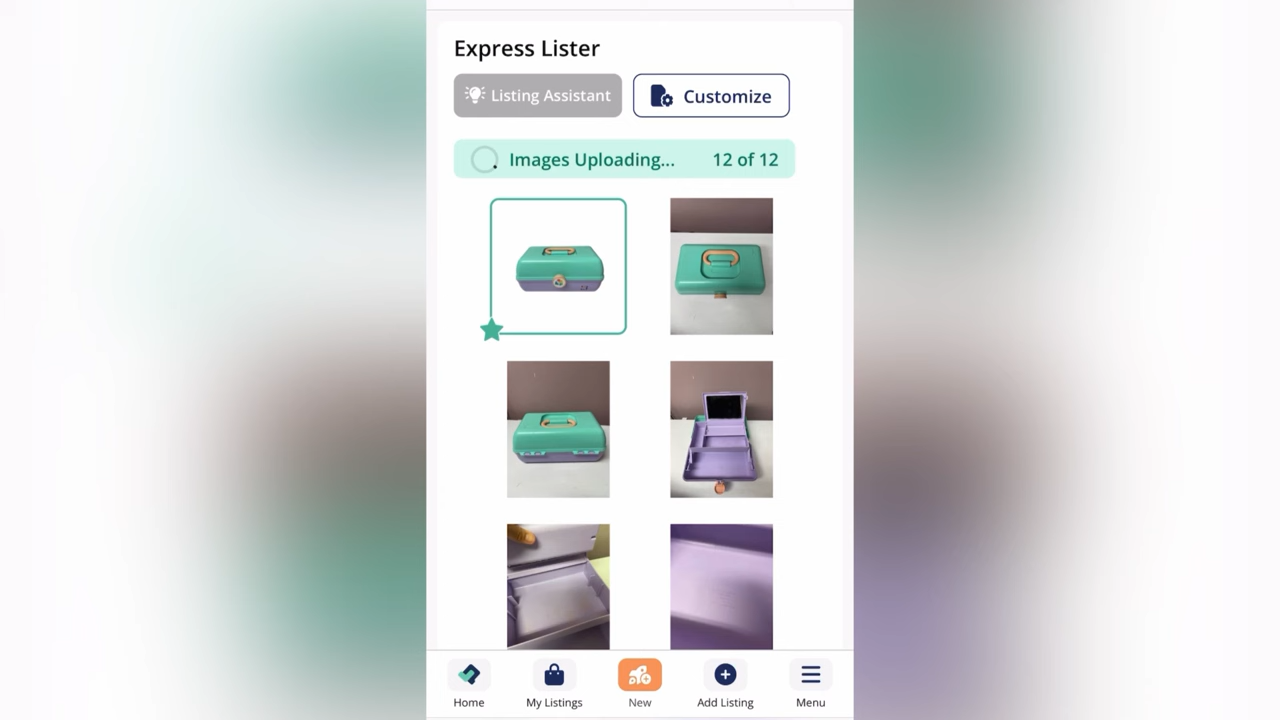 Express Lister
Listing Assistant
Customize
Images Uploading... 12 of 12
Home
My Listings
New
Add Listing
Menu